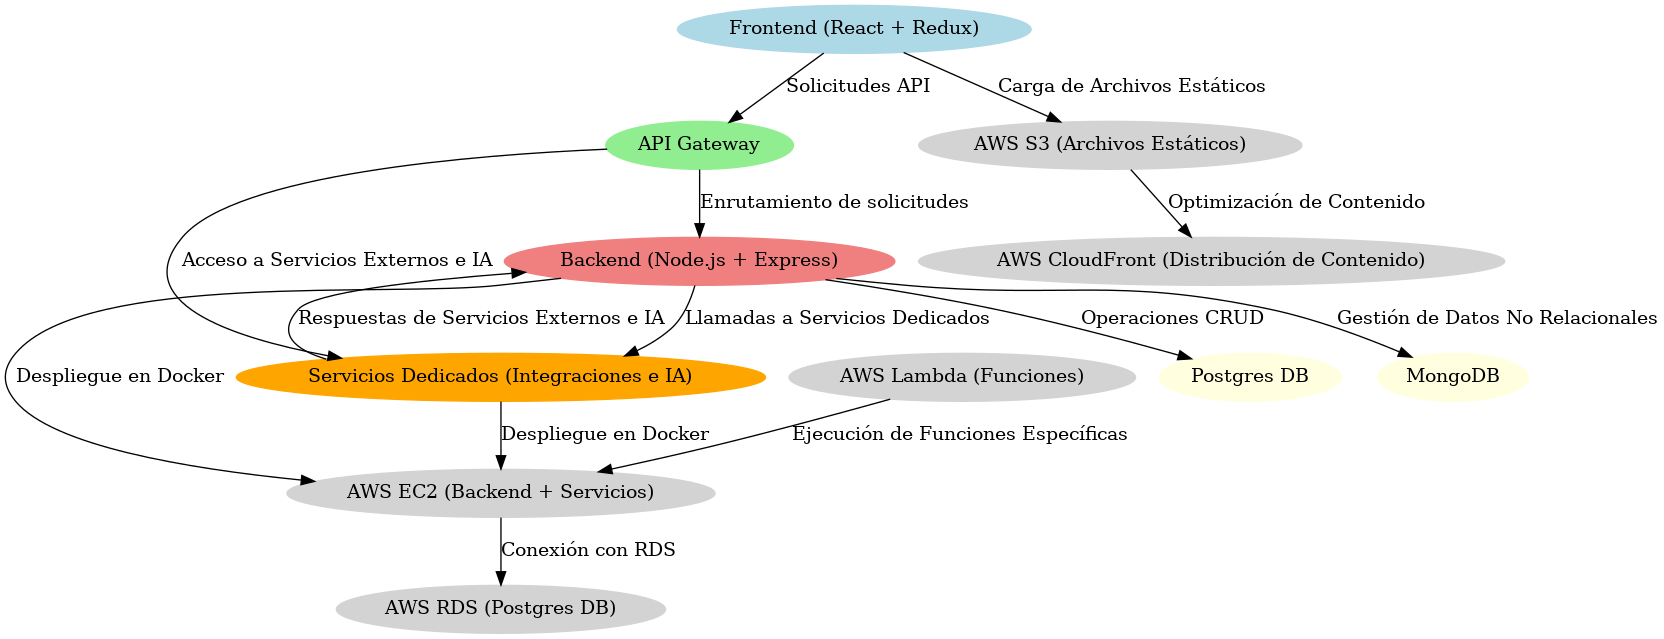 Frontend (React + Redux)
Solicitudes API
Carga de Archivos Estáticos
API Gateway
AWS S3 (Archivos Estáticos)
Enrutamiento de solicitudes
Optimización de Contenido
Acceso a Servicios Externos e IA
Backend (Node.js + Express)
AWS CloudFront (Distribución de Contenido)
Respuestas de Servicios Externos e IA
Llamadas a Servicios Dedicados
Operaciones CRUD
Gestión de Datos No Relacionales
Despliegue en Docker
Servicios Dedicados (Integraciones e IA)
AWS Lambda (Funciones)
Postgres DB
MongoDB
Despliegue en Docker
Ejecución de Funciones Específicas
AWS EC2 (Backend + Servicios)
Conexión con RDS
AWS RDS (Postgres DB)